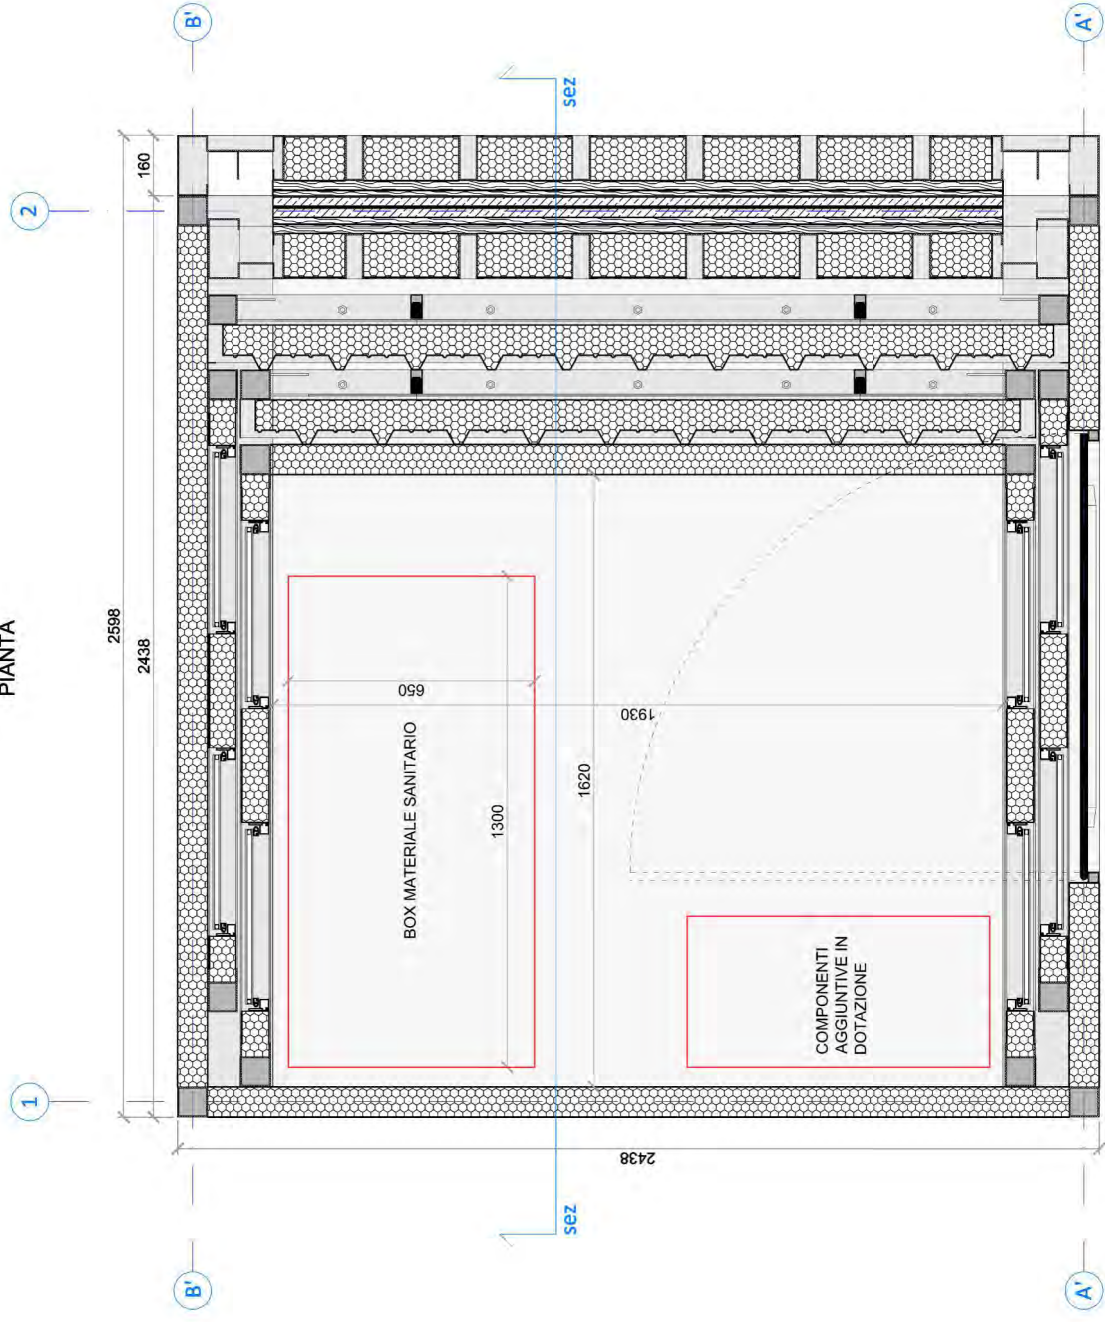 PIANTA
2
1
B'
A'
B'
A'
2598
2438
160
2438
sez
sez
BOX MATERIALE SANITARIO
650
1300
1930
1620
COMPONENTI
AGGIUNTIVE IN
DOTAZIONE